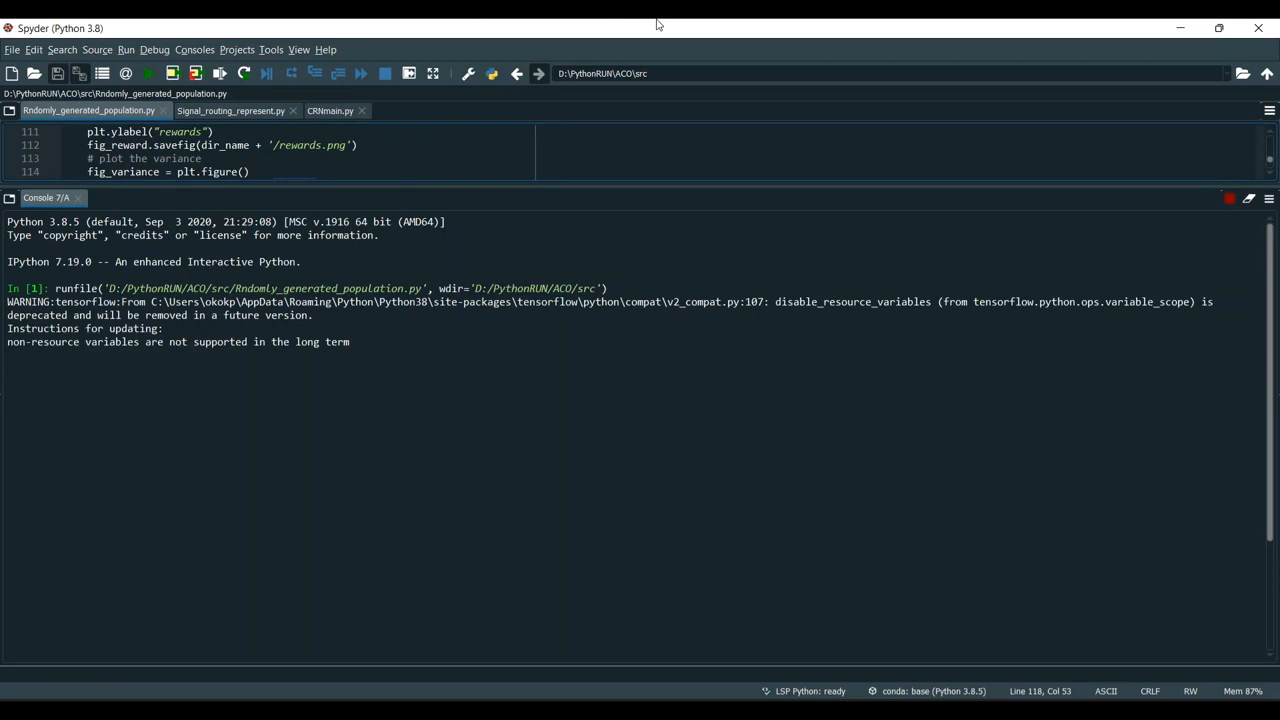 Spyder (Python 3.8)
File Edit Search Source Run Debug Consoles Projects Tools View Help
D:\PythonRUN\ACO\src
D:\PythonRUN\ACO\src\Rndomly_generated_population.py
Rndomly_generated_population.py Signal_routing_represent.py CRNmain.py
111 plt.ylabel("rewards")
112 fig_reward.savefig(dir_name + '/rewards.png')
113 # plot the variance
114 fig_variance = plt.figure()
Console 7/A
Python 3.8.5 (default, Sep  3 2020, 21:29:08) [MSC v.1916 64 bit (AMD64)]
Type "copyright", "credits" or "license" for more information.
IPython 7.19.0 -- An enhanced Interactive Python.
In [1]: runfile('D:/PythonRUN/ACO/src/Rndomly_generated_population.py', wdir='D:/PythonRUN/ACO/src')
WARNING:tensorflow:From C:\Users\okokp\AppData\Roaming\Python\Python38\site-packages\tensorflow\python\compat\v2_compat.py:107: disable_resource_variables (from tensorflow.python.ops.variable_scope) is
deprecated and will be removed in a future version.
Instructions for updating:
non-resource variables are not supported in the long term
LSP Python: ready conda: base (Python 3.8.5) Line 118, Col 53 ASCII CRLF RW Mem 87%